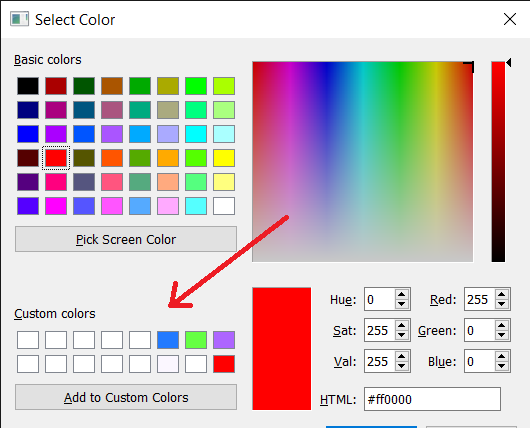 Select Color
Basic colors
Pick Screen Color
Custom colors
Add to Custom Colors
Hue: 0 Red: 255
Sat: 255 Green: 0
Val: 255 Blue: 0
HTML: #ff0000